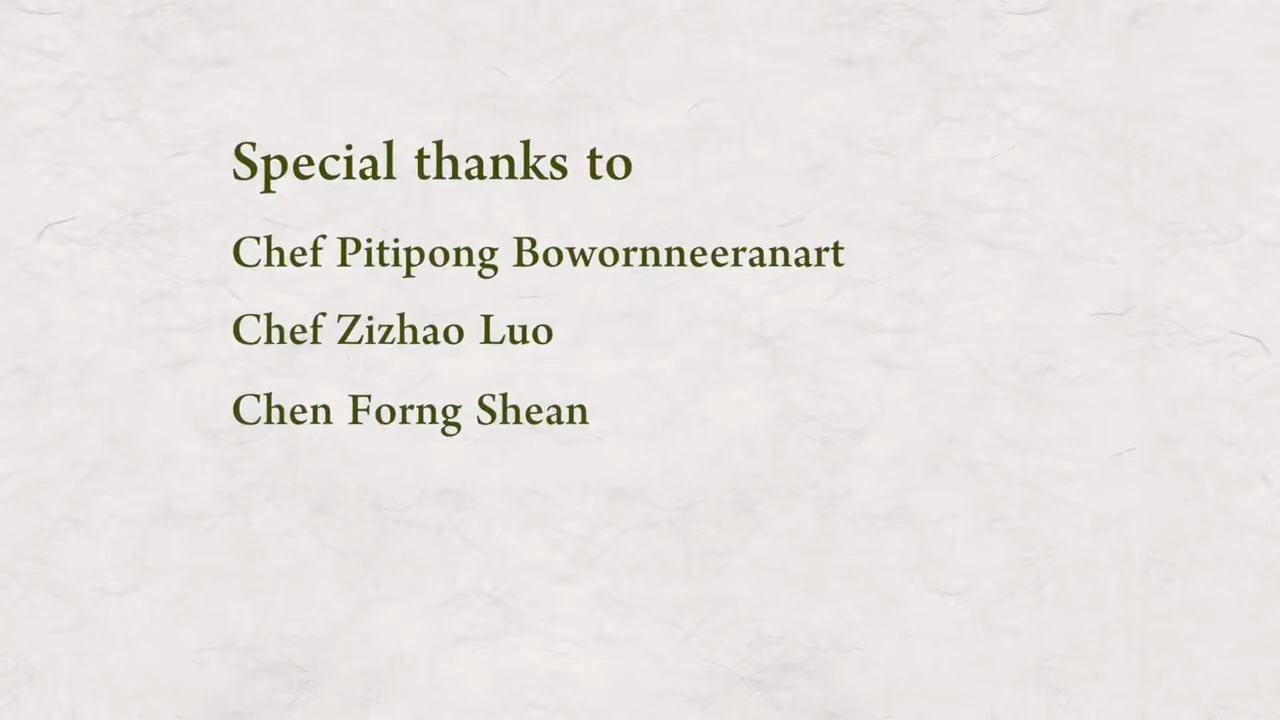 Special thanks to
Chef Pitipong Bowornneeranart
Chef Zizhao Luo
Chen Forng Shean